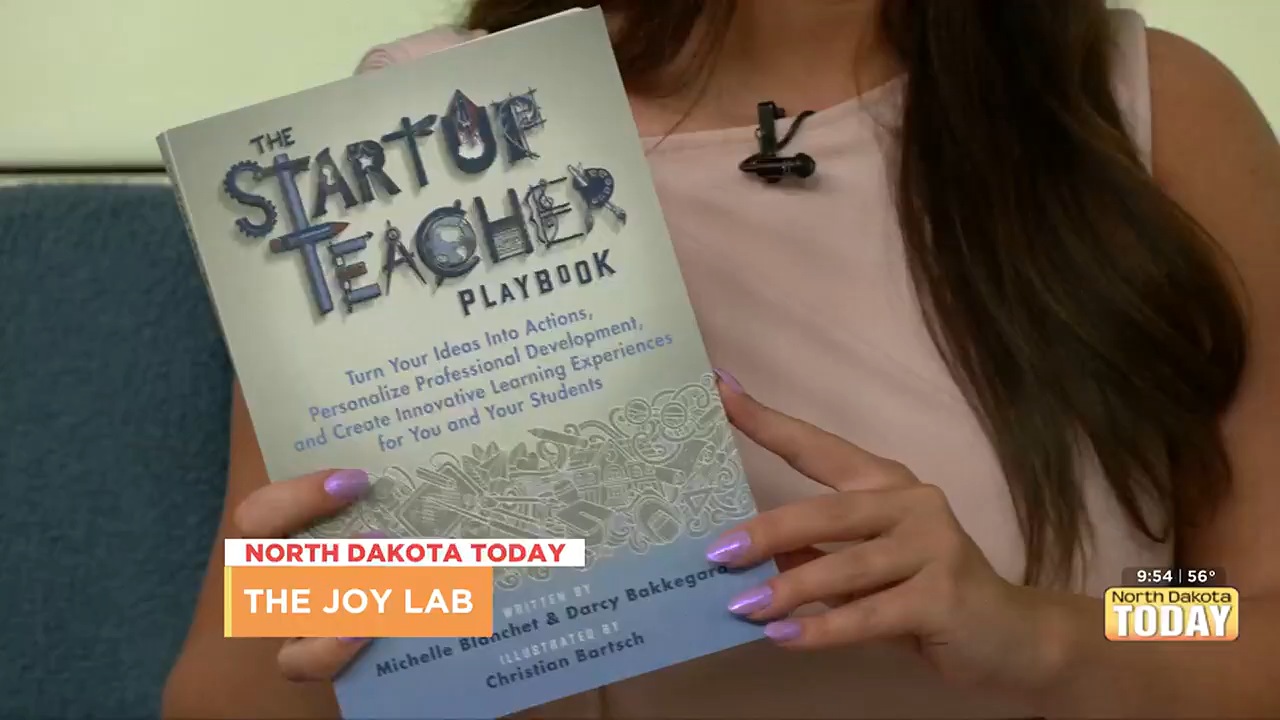 THE
STARTUP
TEACHER
PLAYBOOK
Turn Your Ideas Into Actions,
Personalize Professional Development,
and Create Innovative Learning Experiences
for You and Your Students
WRITTEN BY
Michelle Blanchet & Darcy Bakkegard
ILLUSTRATED BY
Christian Bartsch
NORTH DAKOTA TODAY
THE JOY LAB
9:54 | 56°
North Dakota
TODAY